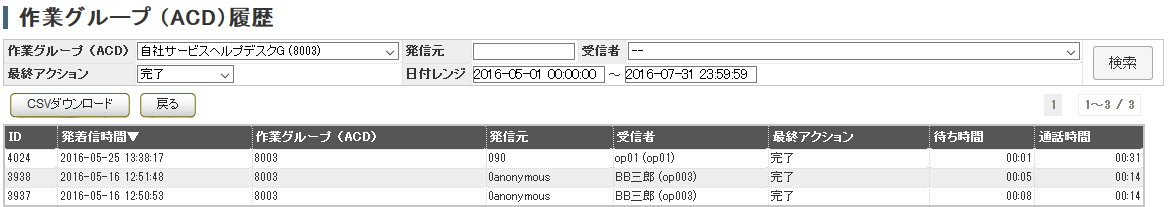 作業グループ（ACD）履歴
作業グループ（ACD） 自社サービスヘルプデスクG (8003) 発信元 受信者 --
最終アクション 完了 日付レンジ 2016-05-01 00:00:00 ～ 2016-07-31 23:59:59 検索
CSVダウンロード 戻る 1 1～3 / 3
ID 発着信時間▼ 作業グループ（ACD） 発信元 受信者 最終アクション 待ち時間 通話時間
4024 2016-05-25 13:38:17 8003 090 op01 (op01) 完了 00:01 00:31
3938 2016-05-16 12:51:48 8003 0anonymous BB三郎 (op003) 完了 00:05 00:14
3937 2016-05-16 12:50:53 8003 0anonymous BB三郎 (op003) 完了 00:08 00:14